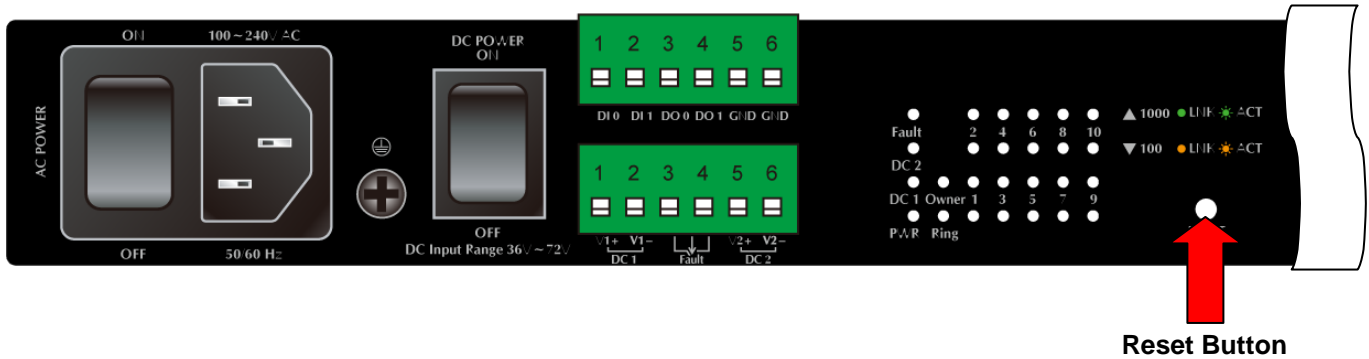 ON 100~240V AC
AC POWER
OFF 50/60 Hz
DC POWER
ON
OFF
DC Input Range 36V~72V
1 2 3 4 5 6
DI 0 DI 1 DO 0 DO 1 GND GND
1 2 3 4 5 6
V1+ V1- V2+ V2-
DC 1 Fault DC 2
Fault 2 4 6 8 10
DC 2
DC 1 Owner 1 3 5 7 9
PWR Ring
1000 LNK ACT
100 LNK ACT
Reset Button